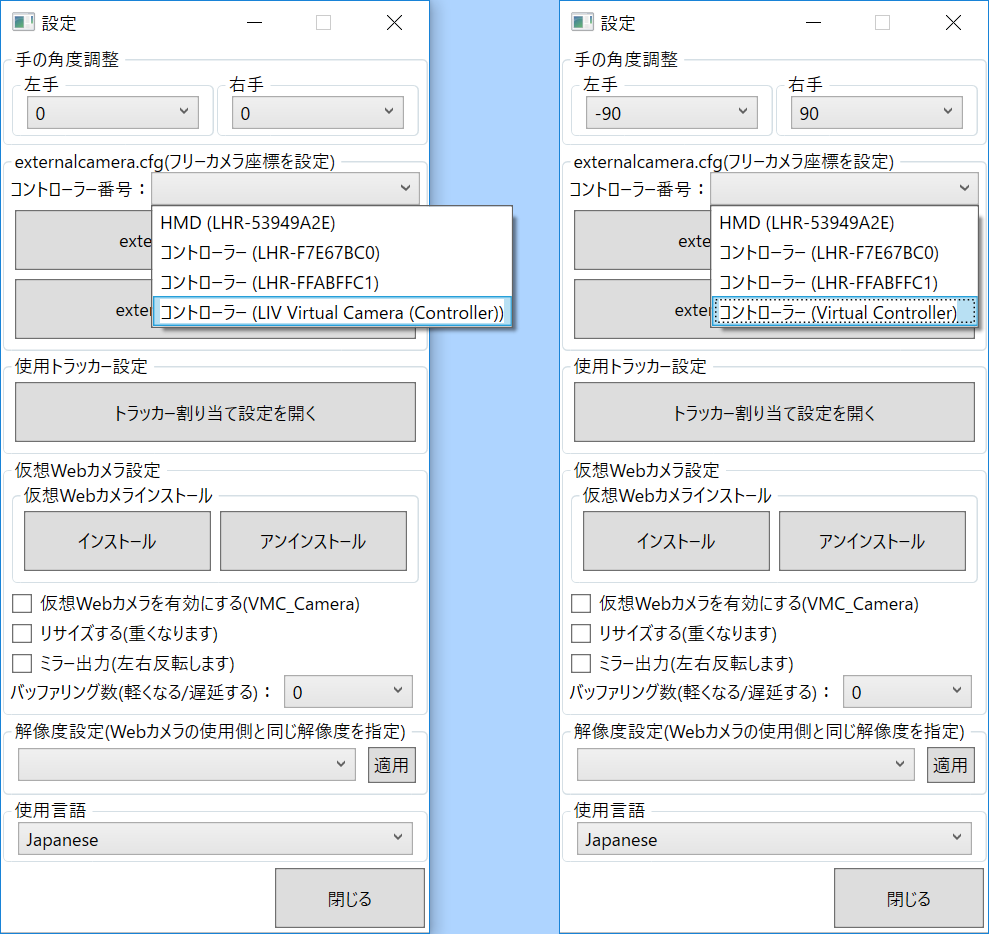 設定
手の角度調整
左手
右手
0
0
externalcamera.cfg(フリーカメラ座標を設定)
コントローラー番号：
HMD (LHR-53949A2E)
exte
コントローラー (LHR-F7E67BC0)
コントローラー (LHR-FFABFFC1)
exter
コントローラー (LIV Virtual Camera (Controller))
使用トラッカー設定
トラッカー割り当て設定を開く
仮想Webカメラ設定
仮想Webカメラインストール
インストール
アンインストール
仮想Webカメラを有効にする(VMC_Camera)
リサイズする(重くなります)
ミラー出力(左右反転します)
バッファリング数(軽くなる/遅延する)：
0
解像度設定(Webカメラの使用側と同じ解像度を指定)
適用
使用言語
Japanese
閉じる
設定
手の角度調整
左手
右手
-90
90
externalcamera.cfg(フリーカメラ座標を設定)
コントローラー番号：
HMD (LHR-53949A2E)
exte
コントローラー (LHR-F7E67BC0)
コントローラー (LHR-FFABFFC1)
exter
コントローラー (Virtual Controller)
使用トラッカー設定
トラッカー割り当て設定を開く
仮想Webカメラ設定
仮想Webカメラインストール
インストール
アンインストール
仮想Webカメラを有効にする(VMC_Camera)
リサイズする(重くなります)
ミラー出力(左右反転します)
バッファリング数(軽くなる/遅延する)：
0
解像度設定(Webカメラの使用側と同じ解像度を指定)
適用
使用言語
Japanese
閉じる